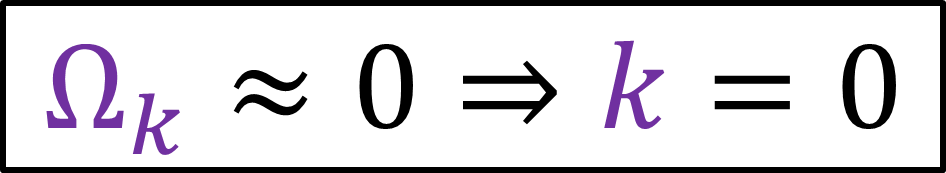 Ωₖ ≈ 0 ⇒ k = 0